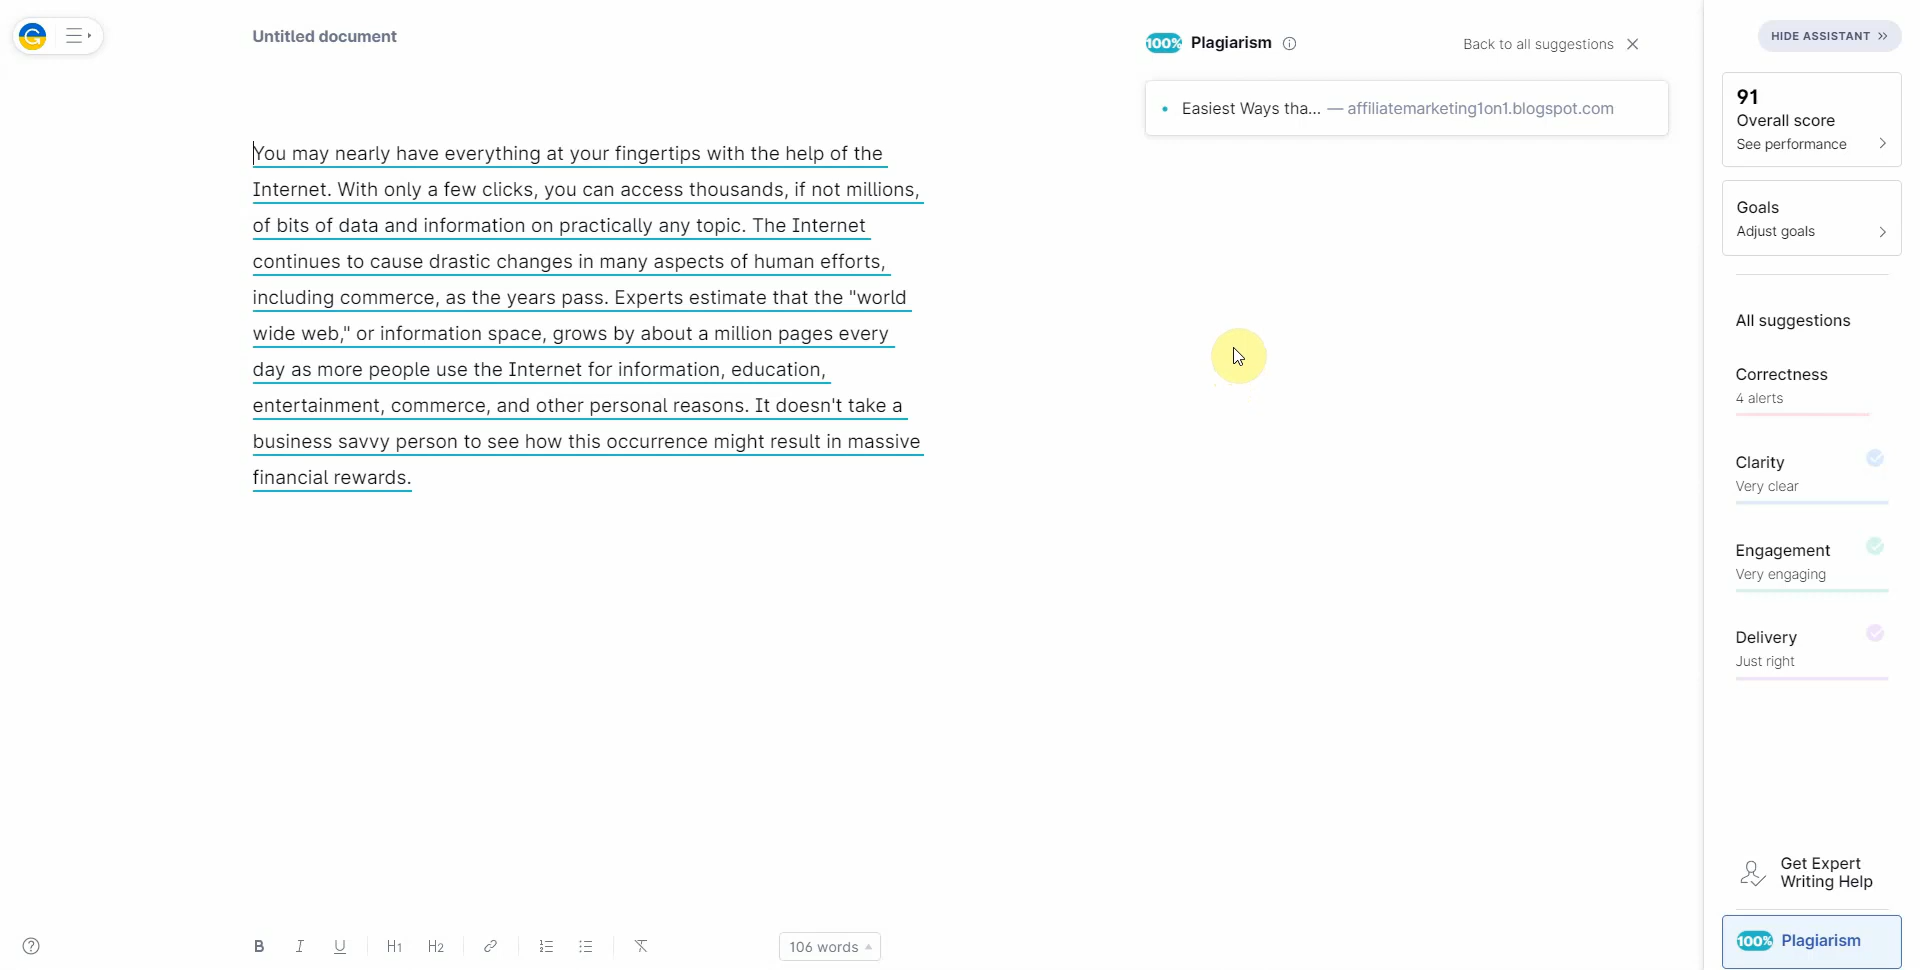 Untitled document
You may nearly have everything at your fingertips with the help of the
Internet. With only a few clicks, you can access thousands, if not millions,
of bits of data and information on practically any topic. The Internet
continues to cause drastic changes in many aspects of human efforts,
including commerce, as the years pass. Experts estimate that the "world
wide web," or information space, grows by about a million pages every
day as more people use the Internet for information, education,
entertainment, commerce, and other personal reasons. It doesn't take a
business savvy person to see how this occurrence might result in massive
financial rewards.
B I U H1 H2
106 words
100% Plagiarism
Back to all suggestions
Easiest Ways tha... — affiliatemarketing1on1.blogspot.com
HIDE ASSISTANT
91
Overall score
See performance
Goals
Adjust goals
All suggestions
Correctness
4 alerts
Clarity
Very clear
Engagement
Very engaging
Delivery
Just right
Get Expert
Writing Help
100% Plagiarism